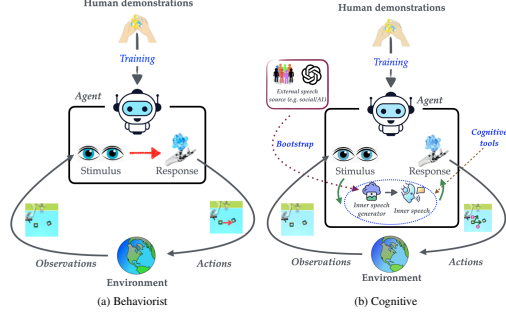 Human demonstrations
Training
Agent
Stimulus
Response
Observations
Actions
Environment
(a) Behaviorist
Human demonstrations
Training
External speech
source (e.g. social/AI)
Agent
Bootstrap
Cognitive
tools
Stimulus
Response
Inner speech
generator
Inner speech
Observations
Actions
Environment
(b) Cognitive